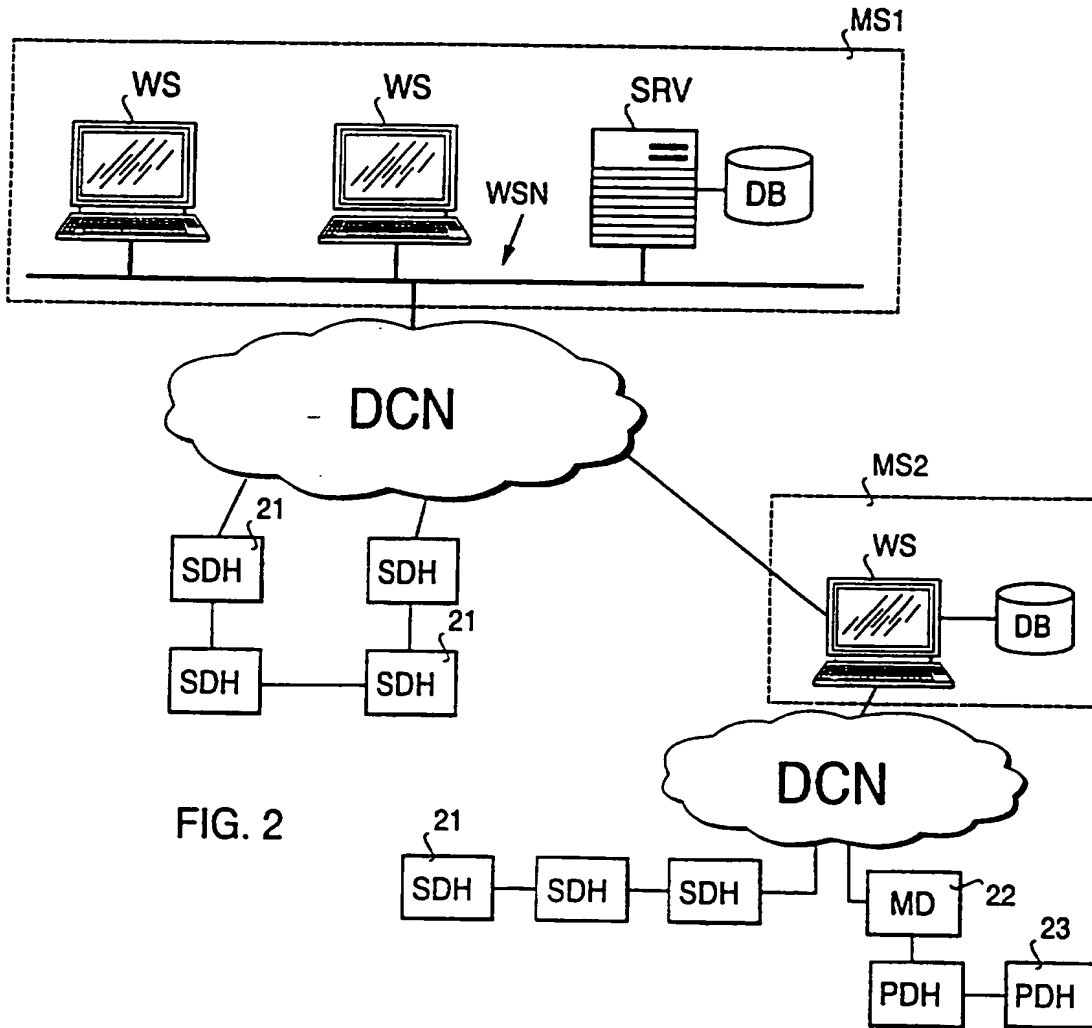 MS1
WS WS SRV
WSN DB
DCN
MS2
21
SDH SDH
WS
DB
21
SDH SDH
DCN
FIG. 2
21
SDH SDH SDH
MD 22
23
PDH PDH